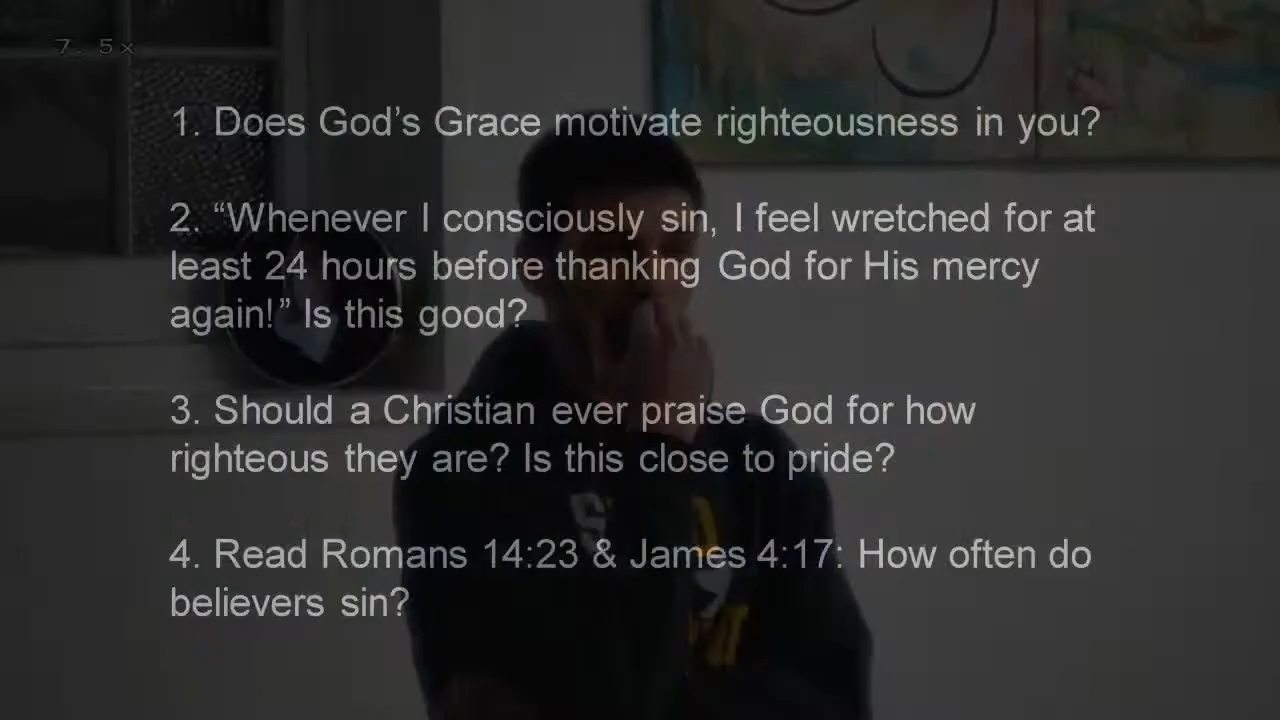 7. 5x
1. Does God’s Grace motivate righteousness in you?
2. “Whenever I consciously sin, I feel wretched for at
least 24 hours before thanking God for His mercy
again!” Is this good?
3. Should a Christian ever praise God for how
righteous they are? Is this close to pride?
4. Read Romans 14:23 & James 4:17: How often do
believers sin?